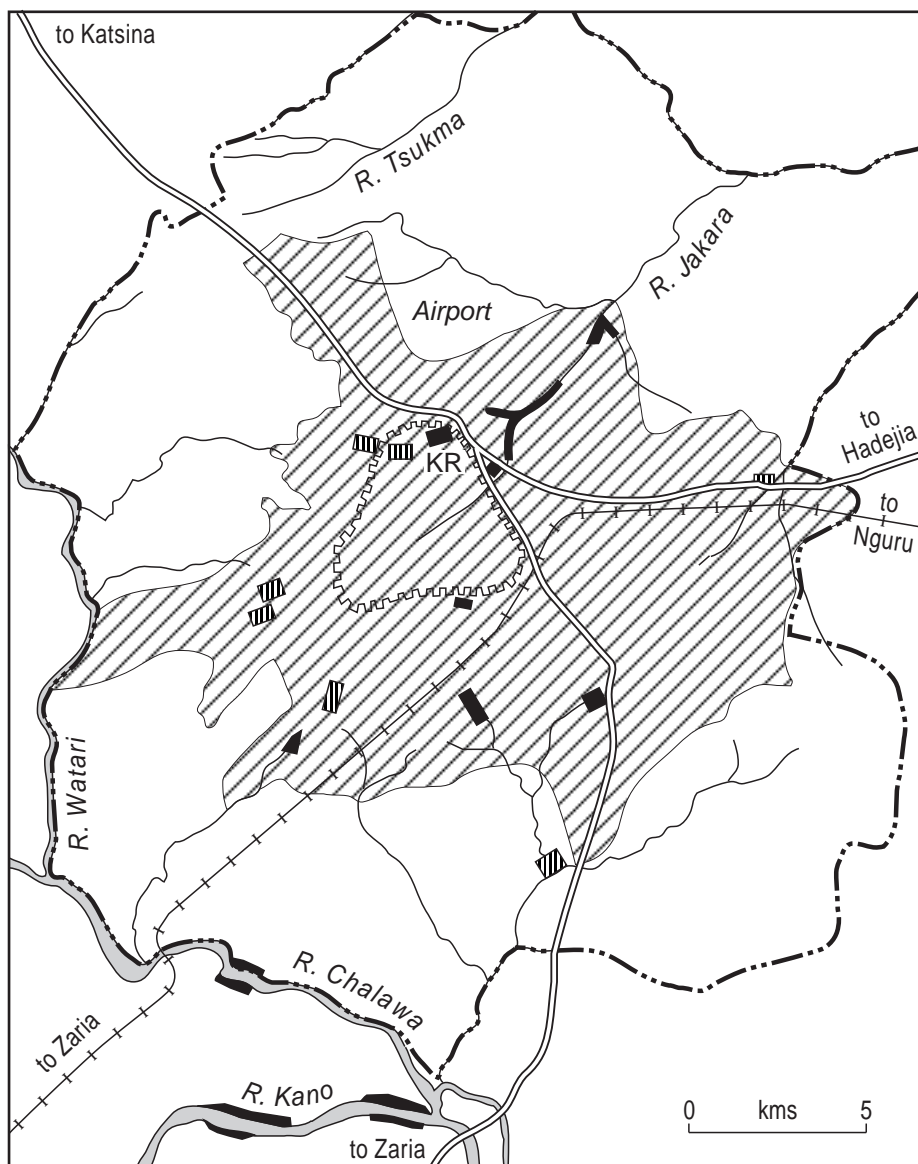 to Katsina
R. Tsukma
R. Jakara
Airport
to
Hadejia
KR
to
Nguru
R. Watari
R. Chalawa
to Zaria
R. Kano
to Zaria
0 kms 5